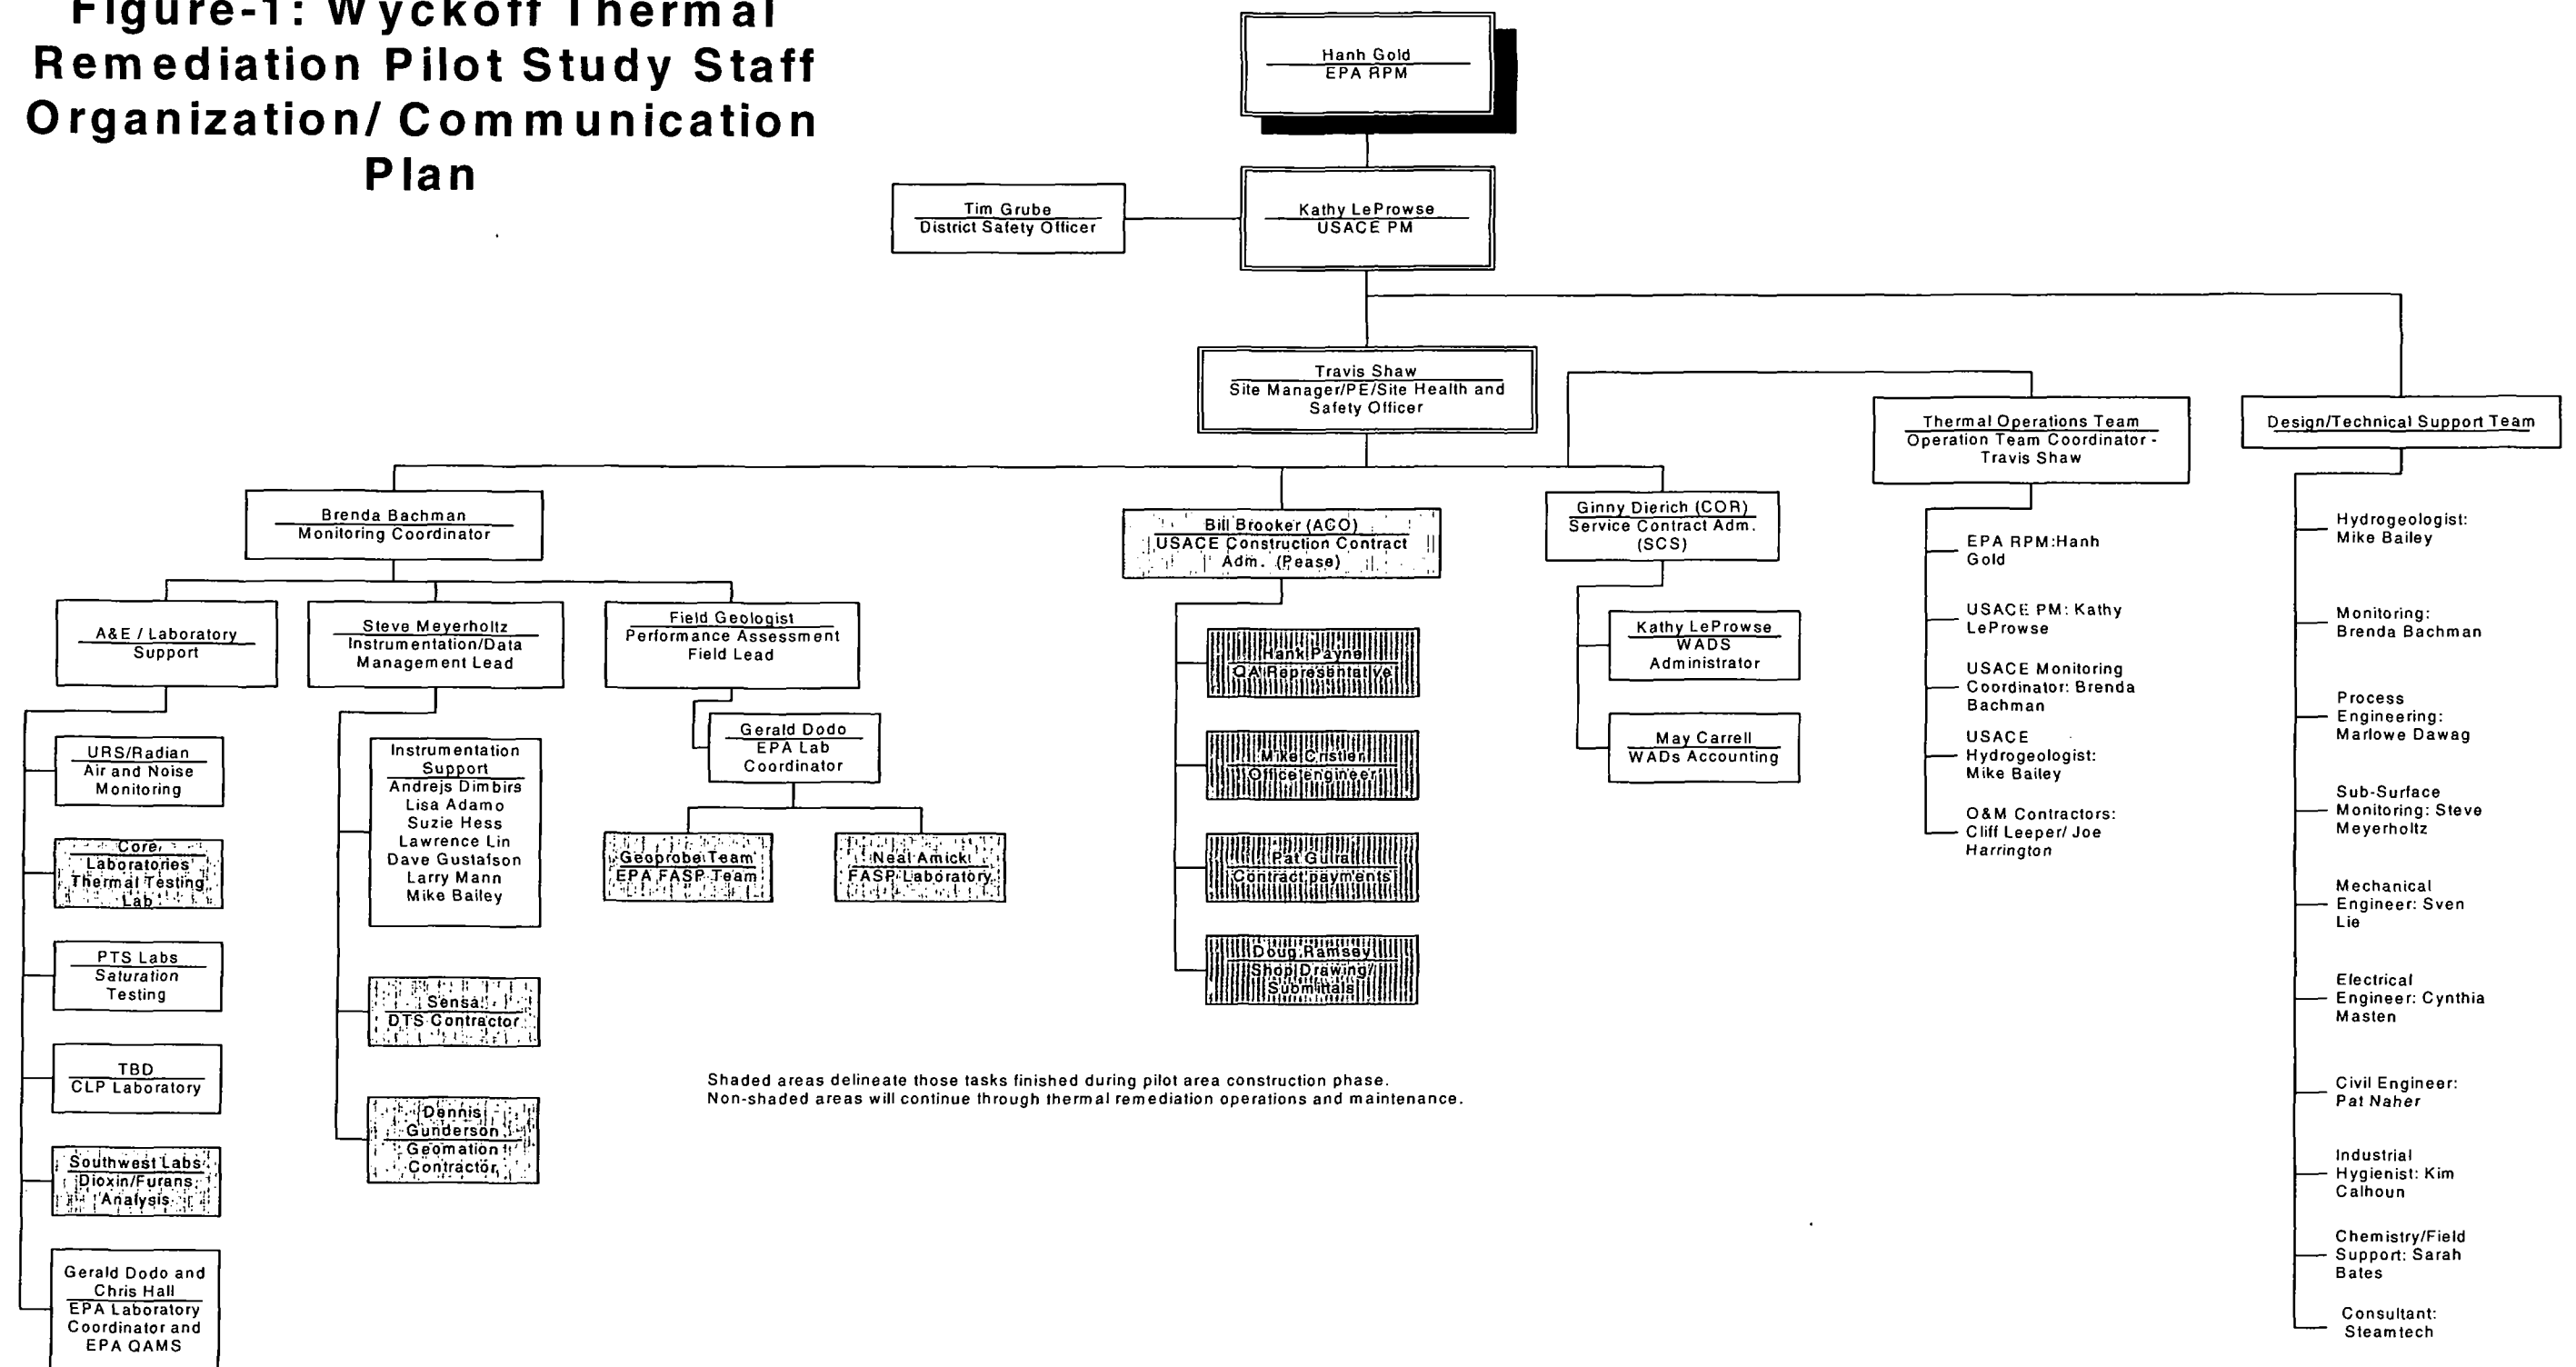 Figure-1: Wyckoff Thermal
Remediation Pilot Study Staff
Organization/ Communication
Plan
Hanh Gold
EPA RPM
Tim Grube
District Safety Officer
Kathy LeProwse
USACE PM
Travis Shaw
Site Manager/PE/Site Health and
Safety Officer
Thermal Operations Team
Operation Team Coordinator -
Travis Shaw
Design/Technical Support Team
Brenda Bachman
Monitoring Coordinator
Bill Brooker (ACO)
USACE Construction Contract
Adm. (Pease)
Ginny Dierich (COR)
Service Contract Adm.
(SCS)
A&E / Laboratory
Support
Steve Meyerholtz
Instrumentation/Data
Management Lead
Field Geologist
Performance Assessment
Field Lead
URS/Radian
Air and Noise
Monitoring
Core
Laboratories
Thermal Testing
Lab
PTS Labs
Saturation
Testing
TBD
CLP Laboratory
Southwest Labs
Dioxin/Furans
Analysis
Gerald Dodo and
Chris Hall
EPA Laboratory
Coordinator and
EPA QAMS
Instrumentation
Support
Andrejs Dimbirs
Lisa Adamo
Suzie Hess
Lawrence Lin
Dave Gustafson
Larry Mann
Mike Bailey
Sensa
DTS Contractor
Dennis
Gunderson
Geomation
Contractor
Gerald Dodo
EPA Lab
Coordinator
Geoprobe Team
EPA FASP Team
Neal Amick
FASP Laboratory
Hank Payne
QA Representative
Mike Cristler
Office engineer
Pat
Contract payments
Doug Ramsey
Shop Drawing/
Submittals
Kathy LeProwse
WADS
Administrator
May Carrell
WADs Accounting
EPA RPM:Hanh
Gold
USACE PM: Kathy
LeProwse
USACE Monitoring
Coordinator: Brenda
Bachman
USACE
Hydrogeologist:
Mike Bailey
O&M Contractors:
Cliff Leeper/ Joe
Harrington
Hydrogeologist:
Mike Bailey
Monitoring:
Brenda Bachman
Process
Engineering:
Marlowe Dawag
Sub-Surface
Monitoring: Steve
Meyerholtz
Mechanical
Engineer: Sven
Lie
Electrical
Engineer: Cynthia
Masten
Civil Engineer:
Pat Naher
Industrial
Hygienist: Kim
Calhoun
Chemistry/Field
Support: Sarah
Bates
Consultant:
Steamtech
Shaded areas delineate those tasks finished during pilot area construction phase.
Non-shaded areas will continue through thermal remediation operations and maintenance.